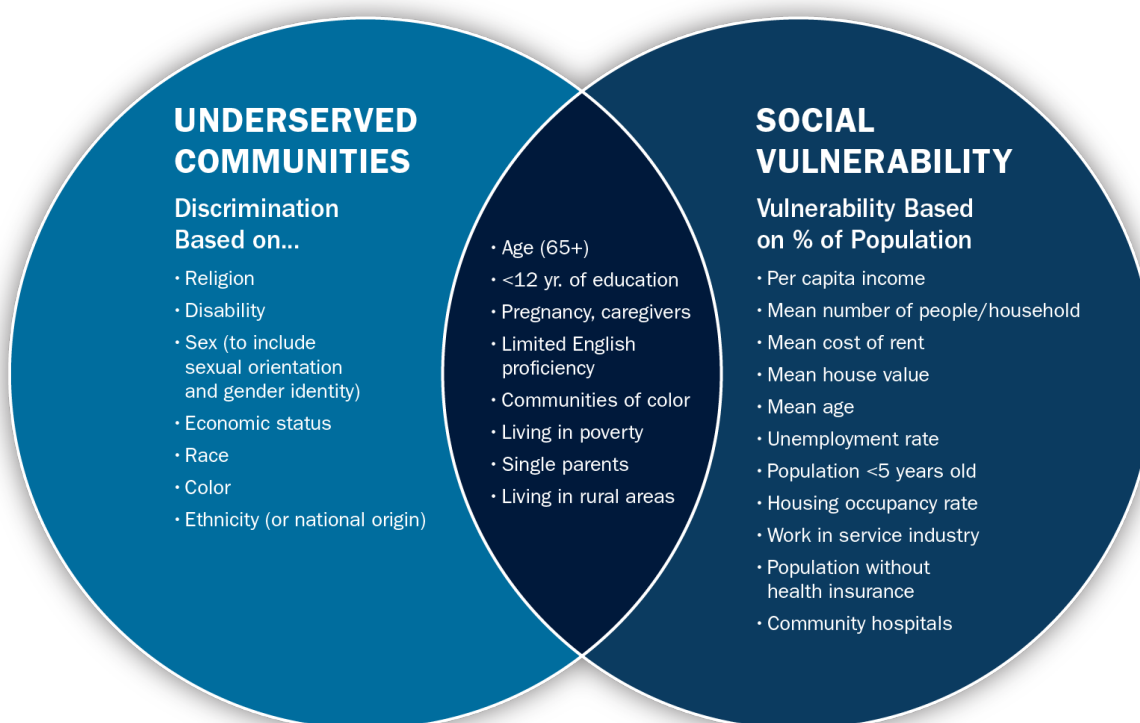 UNDERSERVED
COMMUNITIES
Discrimination
Based on...
· Religion
· Disability
· Sex (to include
sexual orientation
and gender identity)
· Economic status
· Race
· Color
· Ethnicity (or national origin)
· Age (65+)
· <12 yr. of education
· Pregnancy, caregivers
· Limited English
proficiency
· Communities of color
· Living in poverty
· Single parents
· Living in rural areas
SOCIAL
VULNERABILITY
Vulnerability Based
on % of Population
· Per capita income
· Mean number of people/household
· Mean cost of rent
· Mean house value
· Mean age
· Unemployment rate
· Population <5 years old
· Housing occupancy rate
· Work in service industry
· Population without
health insurance
· Community hospitals